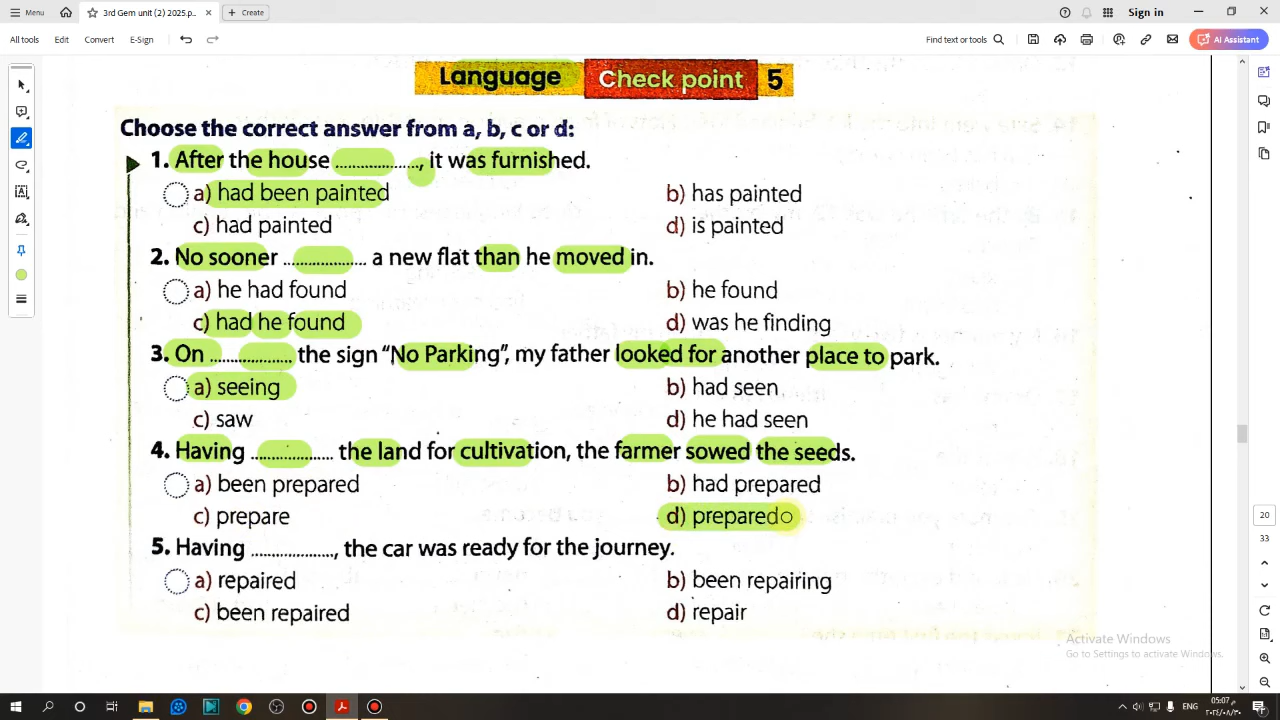 Menu
3rd Gem unit (2) 2025.p...
Create
Sign in
All tools
Edit
Convert
E-Sign
Find text or tools
AI Assistant
Language Check point 5
Choose the correct answer from a, b, c or d:
1. After the house ...................., it was furnished.
a) had been painted
b) has painted
c) had painted
d) is painted
2. No sooner .................... a new flat than he moved in.
a) he had found
b) he found
c) had he found
d) was he finding
3. On .................... the sign “No Parking”, my father looked for another place to park.
a) seeing
b) had seen
c) saw
d) he had seen
4. Having .................... the land for cultivation, the farmer sowed the seeds.
a) been prepared
b) had prepared
c) prepare
d) prepared
5. Having ...................., the car was ready for the journey.
a) repaired
b) been repairing
c) been repaired
d) repair
20
33
Activate Windows
Go to Settings to activate Windows.
ENG
05:07